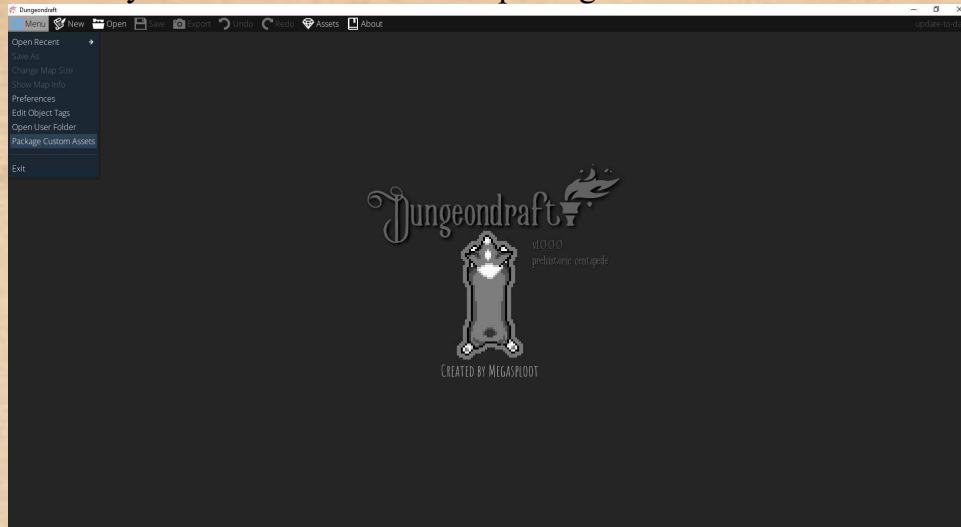 Dungeondraft
Menu New Open Save Export Undo Redo Assets About
Open Recent
Save As
Change Map Size
Show Map Info
Preferences
Edit Object Tags
Open User Folder
Package Custom Assets
Exit
Dungeondraft
v1.0.0.0
prehistoric centipede
CREATED BY MEGASPLOOT